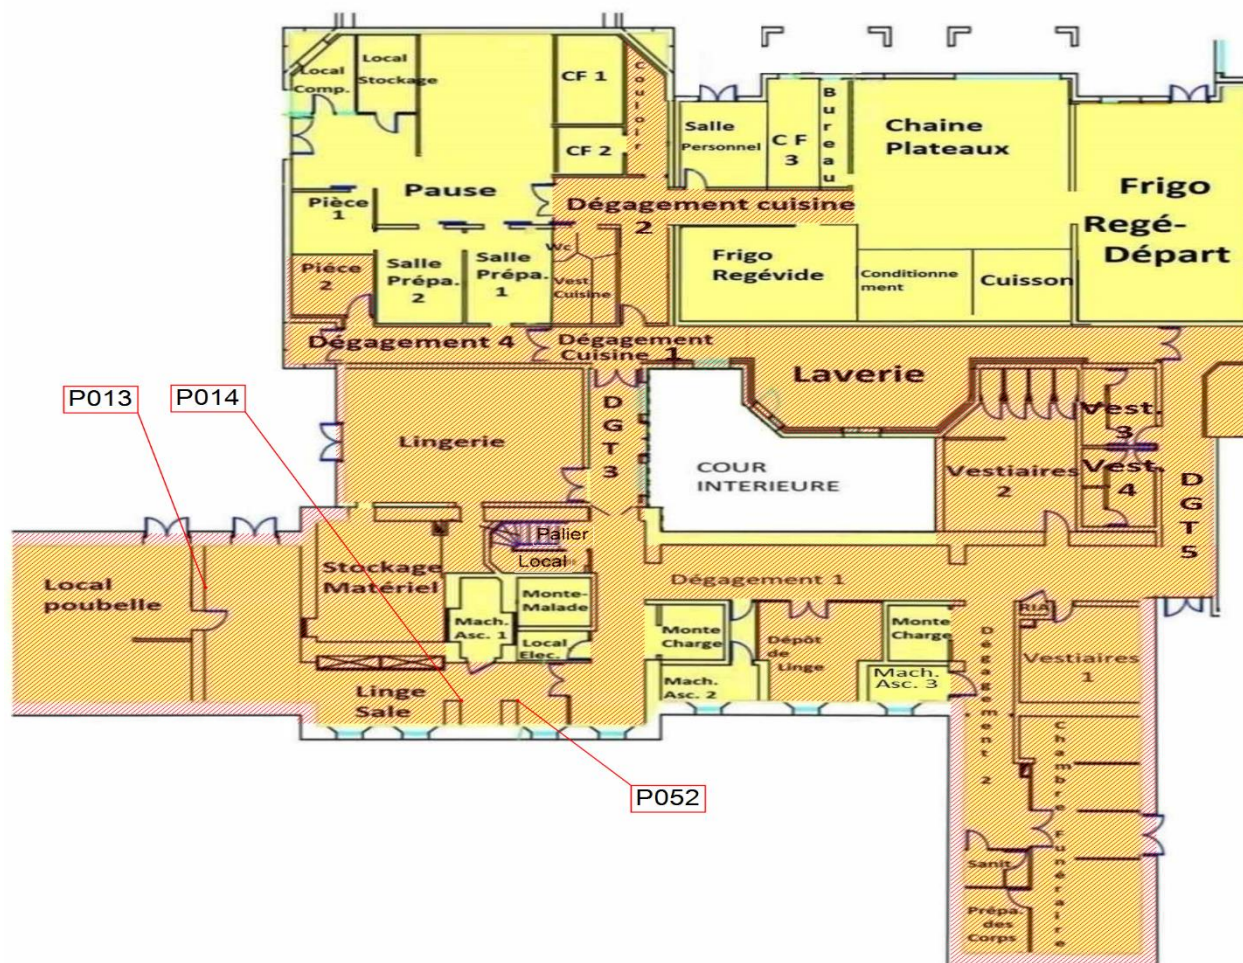 Local
Comp.
Local
Stockage
CF 1
CF 2
Couloir
Salle
Personnel
CF3
Bureau
Chaine
Plateaux
Frigo
Regé-
Départ
Pause
Pièce
1
Dégagement cuisine
2
Wc
Vest
Cuisine
Piéce
2
Salle
Prépa.
2
Salle
Prépa.
1
Frigo
Regévide
Conditionne
ment
Cuisson
Dégagement 4
Dégagement
Cuisine 1
Laverie
P013
P014
Lingerie
DGT3
COUR
INTERIEURE
Vestiaires
2
Vest.
3
Vest.
4
DGT5
Palier
Local
Local
poubelle
Stockage
Matériel
Monte-
Malade
Mach.
Asc. 1
Local
Elec.
Dégagement 1
Monte
Charge
Dépôt
de
Linge
Monte
Charge
RIA
Vestiaires
1
Mach.
Asc. 2
Mach.
Asc. 3
Linge
Sale
Dégagement 2
Chambre Funéraire
P052
Sanit.
Prépa.
des
Corps